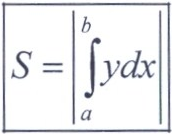 S = |∫_a^b ydx|